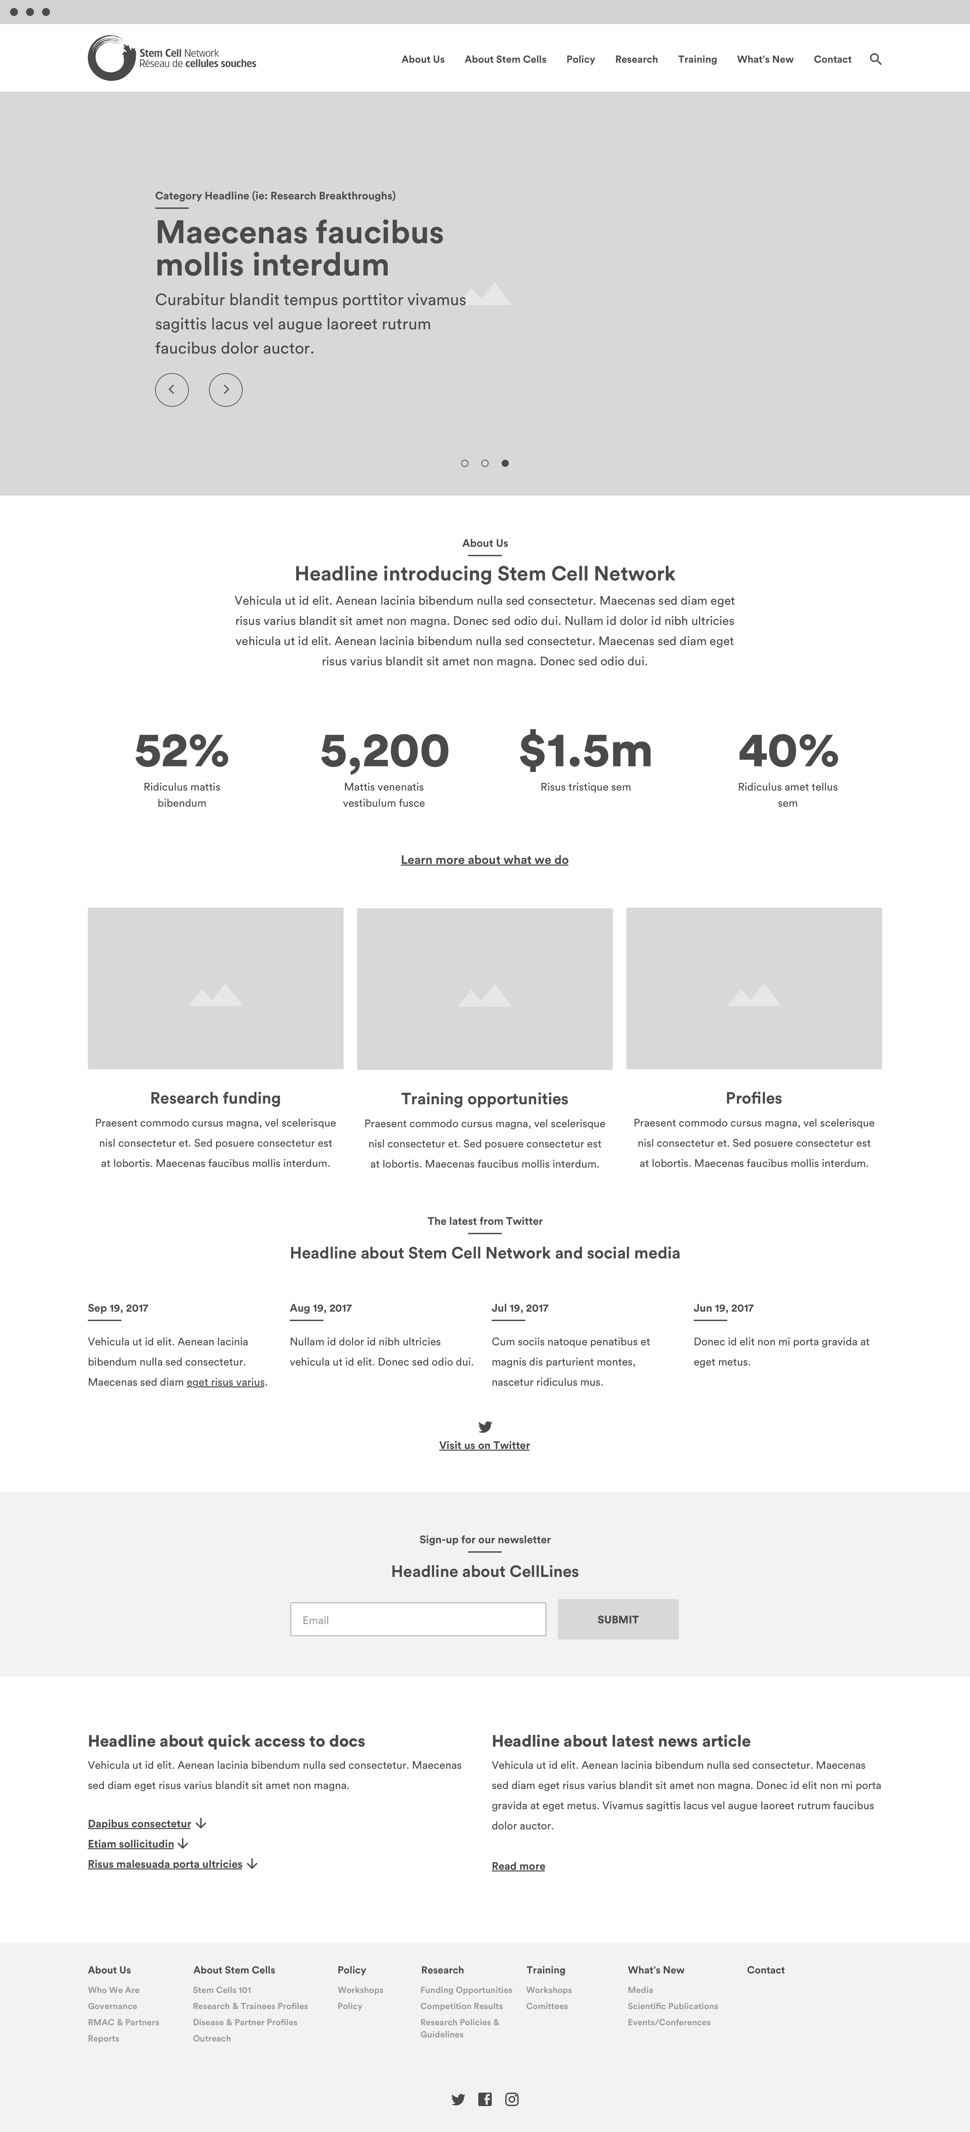 Stem Cell Network
Réseau de cellules souches
About Us
About Stem Cells
Policy
Research
Training
What's New
Contact
Category Headline (ie: Research Breakthroughs)
Maecenas faucibus
mollis interdum
Curabitur blandit tempus porttitor vivamus
sagittis lacus vel augue laoreet rutrum
faucibus dolor auctor.
About Us
Headline introducing Stem Cell Network
Vehicula ut id elit. Aenean lacinia bibendum nulla sed consectetur. Maecenas sed diam eget
risus varius blandit sit amet non magna. Donec sed odio dui. Nullam id dolor id nibh ultricies
vehicula ut id elit. Aenean lacinia bibendum nulla sed consectetur. Maecenas sed diam eget
risus varius blandit sit amet non magna. Donec sed odio dui.
52%
Ridiculus mattis
bibendum
5,200
Mattis venenatis
vestibulum fusce
$1.5m
Risus tristique sem
40%
Ridiculus amet tellus
sem
Learn more about what we do
Research funding
Praesent commodo cursus magna, vel scelerisque
nisl consectetur et. Sed posuere consectetur est
at lobortis. Maecenas faucibus mollis interdum.
Training opportunities
Praesent commodo cursus magna, vel scelerisque
nisl consectetur et. Sed posuere consectetur est
at lobortis. Maecenas faucibus mollis interdum.
Profiles
Praesent commodo cursus magna, vel scelerisque
nisl consectetur et. Sed posuere consectetur est
at lobortis. Maecenas faucibus mollis interdum.
The latest from Twitter
Headline about Stem Cell Network and social media
Sep 19, 2017
Vehicula ut id elit. Aenean lacinia
bibendum nulla sed consectetur.
Maecenas sed diam eget risus varius.
Aug 19, 2017
Nullam id dolor id nibh ultricies
vehicula ut id elit. Donec sed odio dui.
Jul 19, 2017
Cum sociis natoque penatibus et
magnis dis parturient montes,
nascetur ridiculus mus.
Jun 19, 2017
Donec id elit non mi porta gravida at
eget metus.
Visit us on Twitter
Sign-up for our newsletter
Headline about CellLines
Email
SUBMIT
Headline about quick access to docs
Vehicula ut id elit. Aenean lacinia bibendum nulla sed consectetur. Maecenas
sed diam eget risus varius blandit sit amet non magna.
Dapibus consectetur
Etiam sollicitudin
Risus malesuada porta ultricies
Headline about latest news article
Vehicula ut id elit. Aenean lacinia bibendum nulla sed consectetur. Maecenas
sed diam eget risus varius blandit sit amet non magna. Donec id elit non mi porta
gravida at eget metus. Vivamus sagittis lacus vel augue laoreet rutrum faucibus
dolor auctor.
Read more
About Us
Who We Are
Governance
RMAC & Partners
Reports
About Stem Cells
Stem Cells 101
Research & Trainees Profiles
Disease & Partner Profiles
Outreach
Policy
Workshops
Policy
Research
Funding Opportunities
Competition Results
Research Policies &
Guidelines
Training
Workshops
Comittees
What's New
Media
Scientific Publications
Events/Conferences
Contact